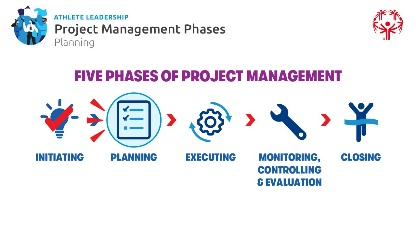 ATHLETE LEADERSHIP
Project Management Phases
Planning
FIVE PHASES OF PROJECT MANAGEMENT
INITIATING
PLANNING
EXECUTING
MONITORING,
CONTROLLING
& EVALUATION
CLOSING